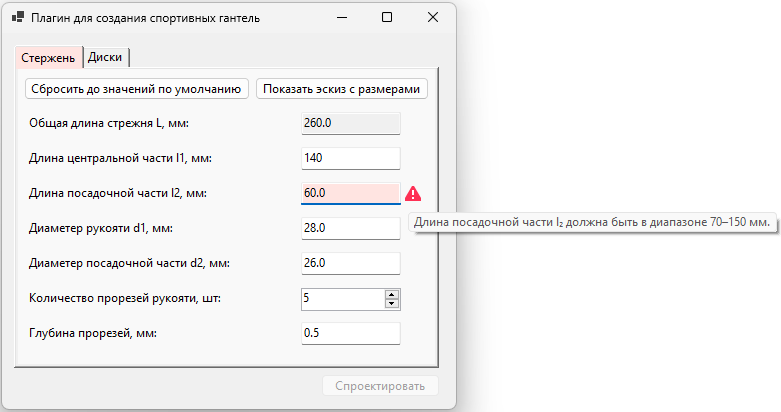 Плагин для создания спортивных гантель
Стержень Диски
Сбросить до значений по умолчанию Показать эскиз с размерами
Общая длина стрежня L, мм: 260.0
Длина центральной части l1, мм: 140
Длина посадочной части l2, мм: 60.0
Длина посадочной части l₂ должна быть в диапазоне 70–150 мм.
Диаметр рукояти d1, мм: 28.0
Диаметр посадочной части d2, мм: 26.0
Количество прорезей рукояти, шт: 5
Глубина прорезей, мм: 0.5
Спроектировать